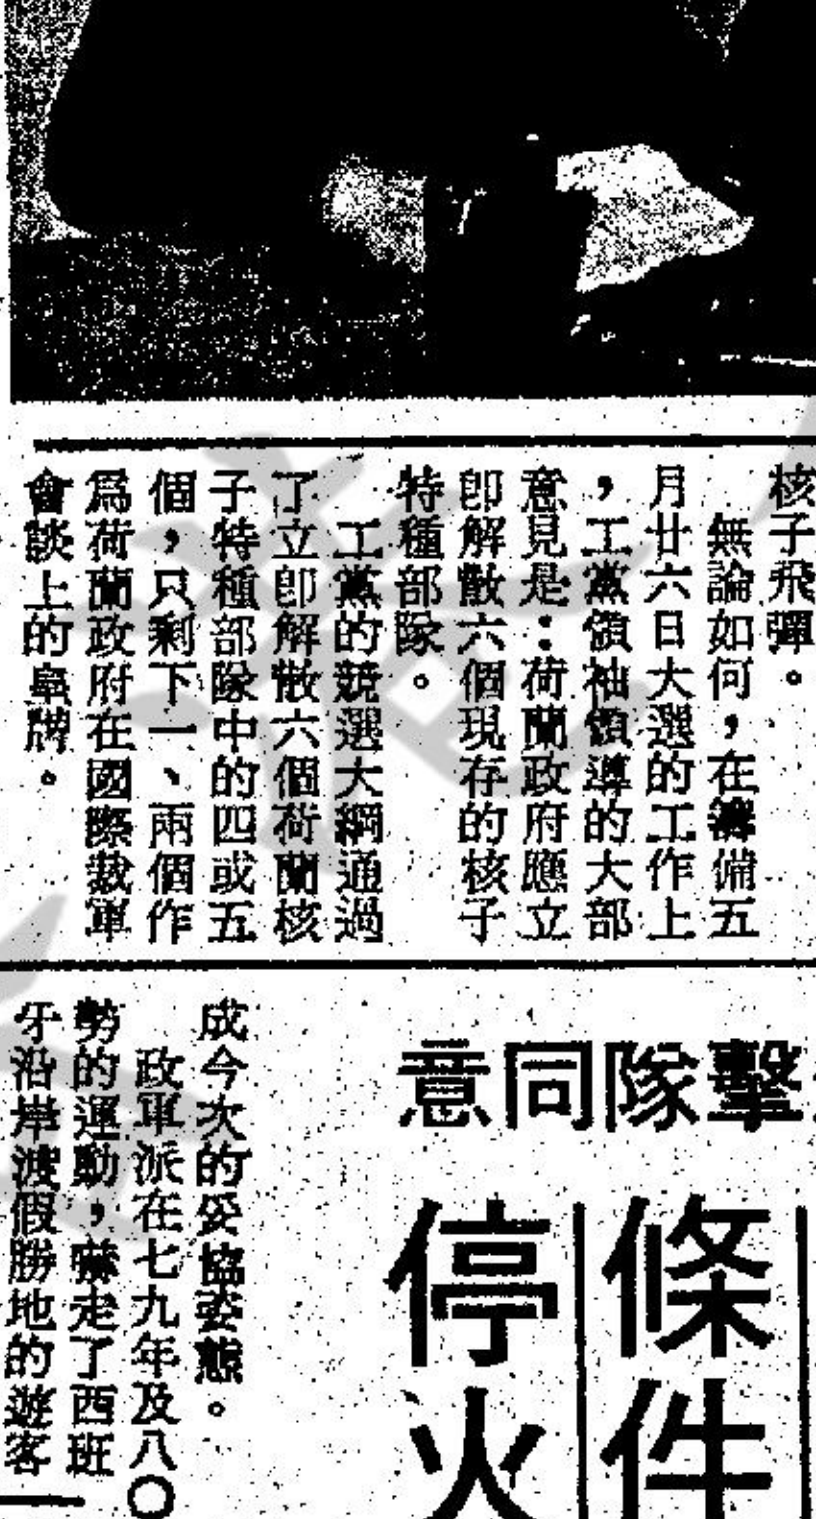 核子飛彈。
無論如何，在籌備五
月廿六日大選的工作上
，工黨領袖領導的大部
意見是：荷蘭政府應立
卽解散六個現存的核子
特種部隊。
工黨的競選大綱通過
了立卽解散六個荷蘭核
子特種部隊中的四或五
個，只剩下一、兩個作
爲荷蘭政府在國際裁軍
會談上的皐牌。
擊隊同意
條件
停火
成今次的妥協姿態。
政軍派在七九年及八〇
勢的運動，嚇走了西班
牙沿岸渡假勝地的遊客